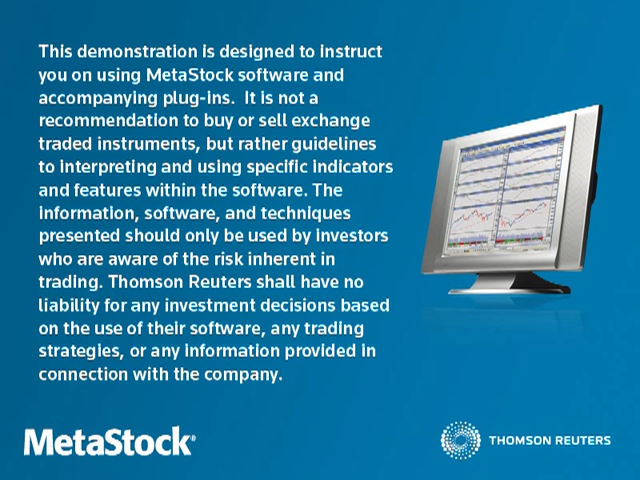 This demonstration is designed to instruct
you on using MetaStock software and
accompanying plug-ins.  It is not a
recommendation to buy or sell exchange
traded instruments, but rather guidelines
to interpreting and using specific indicators
and features within the software. The
information, software, and techniques
presented should only be used by investors
who are aware of the risk inherent in
trading. Thomson Reuters shall have no
liability for any investment decisions based
on the use of their software, any trading
strategies, or any information provided in
connection with the company.
MetaStock®
THOMSON REUTERS